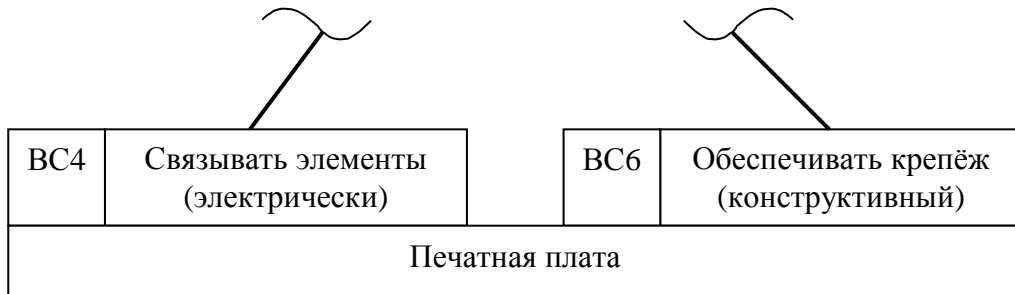 ВС4
Связывать элементы
(электрически)
ВС6
Обеспечивать крепёж
(конструктивный)
Печатная плата